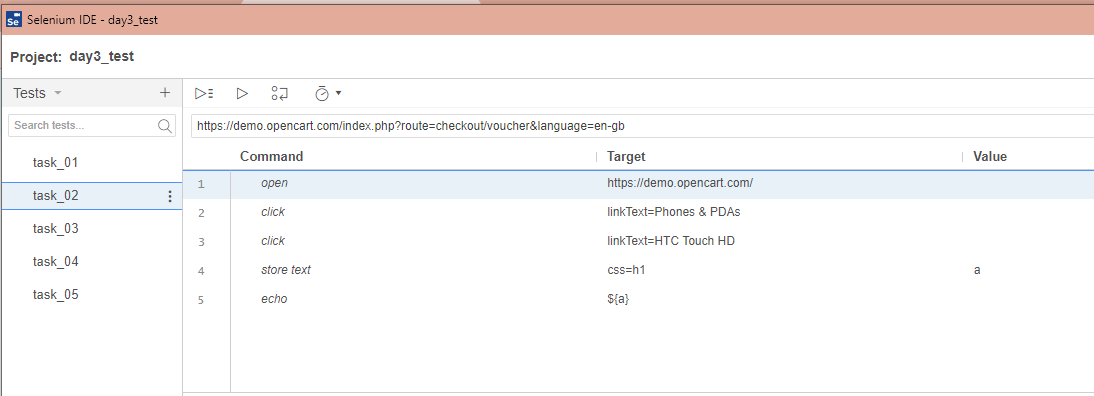 Se Selenium IDE - day3_test
Project: day3_test
Tests
Search tests...
task_01
task_02
task_03
task_04
task_05
https://demo.opencart.com/index.php?route=checkout/voucher&language=en-gb
Command Target Value
1 open https://demo.opencart.com/
2 click linkText=Phones & PDAs
3 click linkText=HTC Touch HD
4 store text css=h1 a
5 echo ${a}